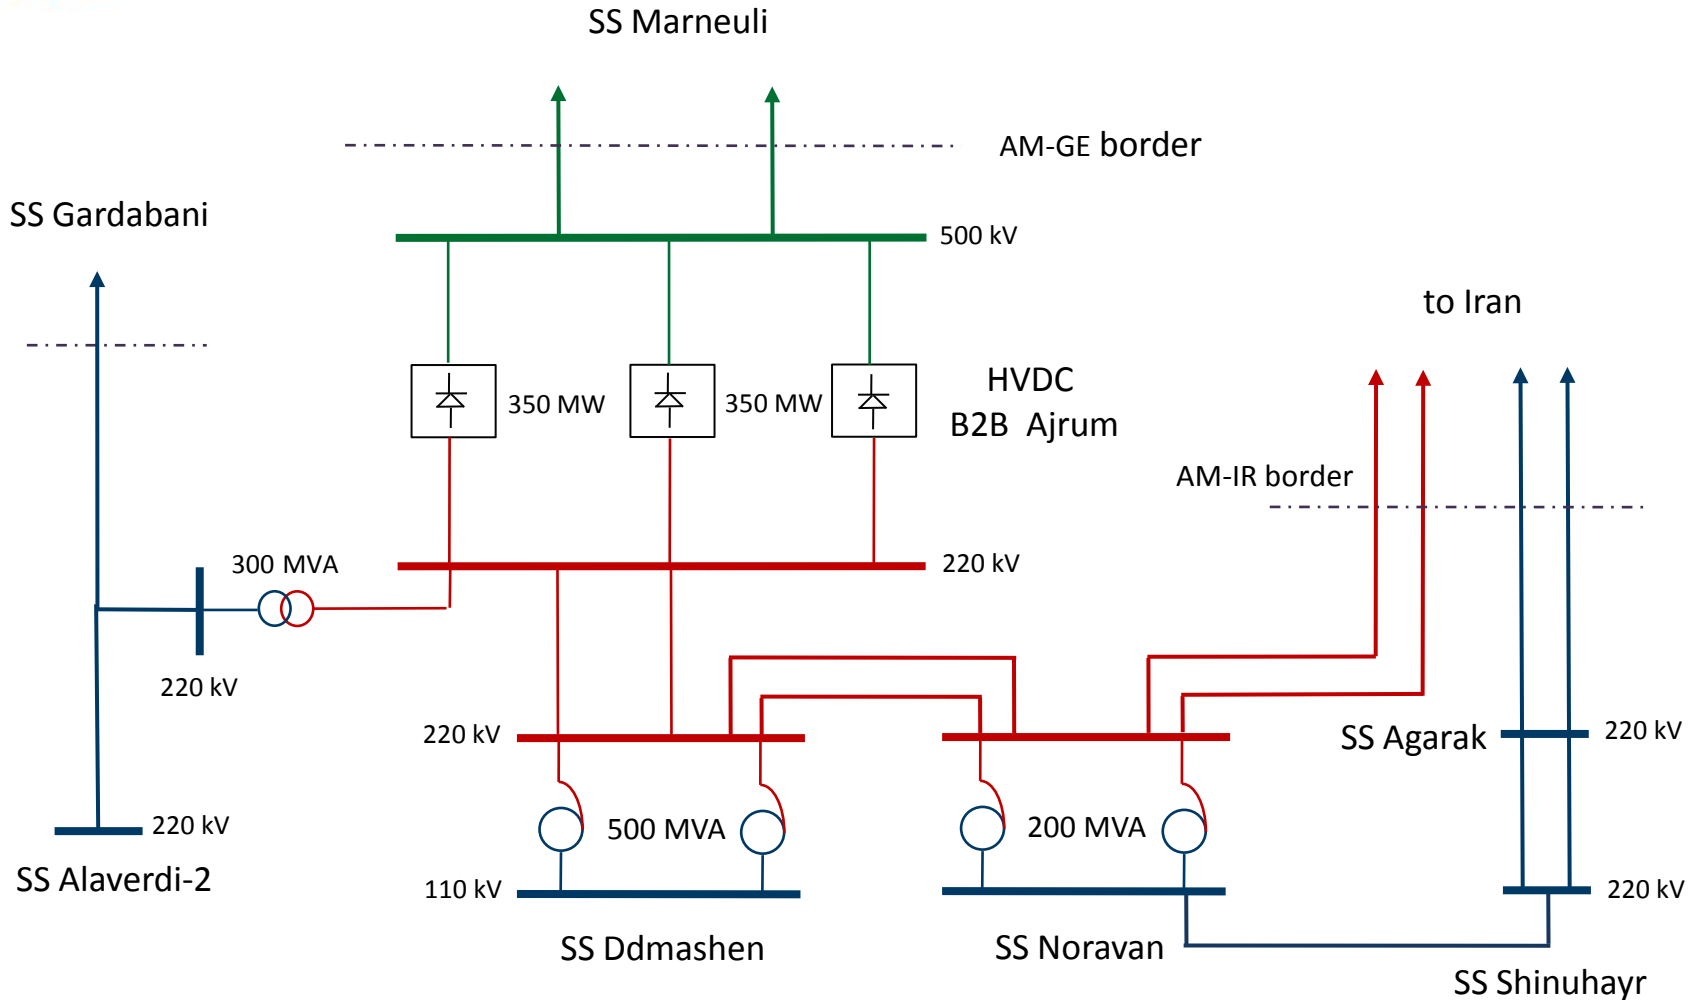 SS Marneuli
AM-GE border
SS Gardabani
500 kV
to Iran
HVDC
350 MW
350 MW
B2B Ajrum
AM-IR border
300 MVA
220 kV
220 kV
220 kV
SS Agarak
220 kV
220 kV
500 MVA
200 MVA
SS Alaverdi-2
110 kV
220 kV
SS Ddmashen
SS Noravan
SS Shinuhayr